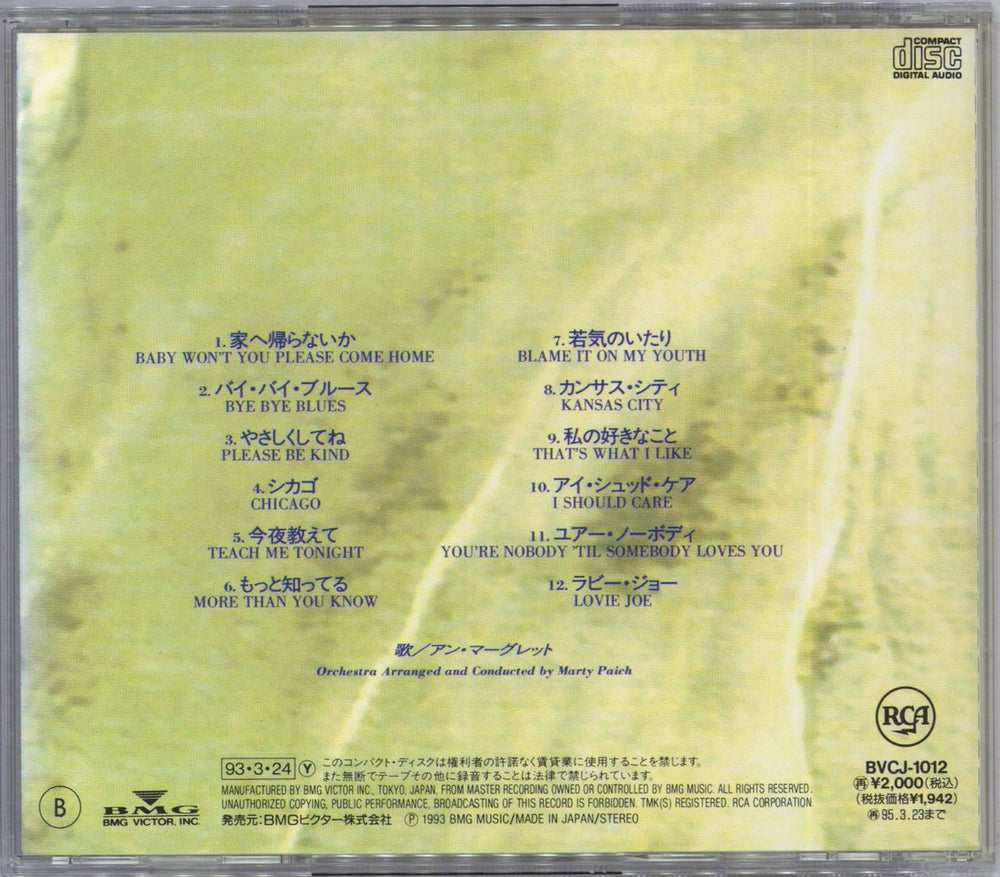 COMPACT
disc
DIGITAL AUDIO
1. 家へ帰らないか
BABY WON'T YOU PLEASE COME HOME
2. バイ・バイ・ブルース
BYE BYE BLUES
3. やさしくしてね
PLEASE BE KIND
4. シカゴ
CHICAGO
5. 今夜教えて
TEACH ME TONIGHT
6. もっと知ってる
MORE THAN YOU KNOW
7. 若気のいたり
BLAME IT ON MY YOUTH
8. カンサス・シティ
KANSAS CITY
9. 私の好きなこと
THAT'S WHAT I LIKE
10. アイ・シュッド・ケア
I SHOULD CARE
11. ユアー・ノーボディ
YOU'RE NOBODY 'TIL SOMEBODY LOVES YOU
12. ラビー・ジョー
LOVIE JOE
歌／アン・マーグレット
Orchestra Arranged and Conducted by Marty Paich
RCA
BVCJ-1012
再¥2,000(税込)
(税抜価格¥1,942)
再95.3.23まで
B
BMG
BMG VICTOR, INC.
93・3・24 Y このコンパクト・ディスクは権利者の許諾なく賃貸業に使用することを禁じます。
また無断でテープその他に録音することは法律で禁じられています。
MANUFACTURED BY BMG VICTOR INC., TOKYO, JAPAN, FROM MASTER RECORDING OWNED OR CONTROLLED BY BMG MUSIC. ALL RIGHTS RESERVED.
UNAUTHORIZED COPYING, PUBLIC PERFORMANCE, BROADCASTING OF THIS RECORD IS FORBIDDEN. TMK(S) REGISTERED. RCA CORPORATION.
発売元：BMGビクター株式会社 Ⓟ 1993 BMG MUSIC/MADE IN JAPAN/STEREO